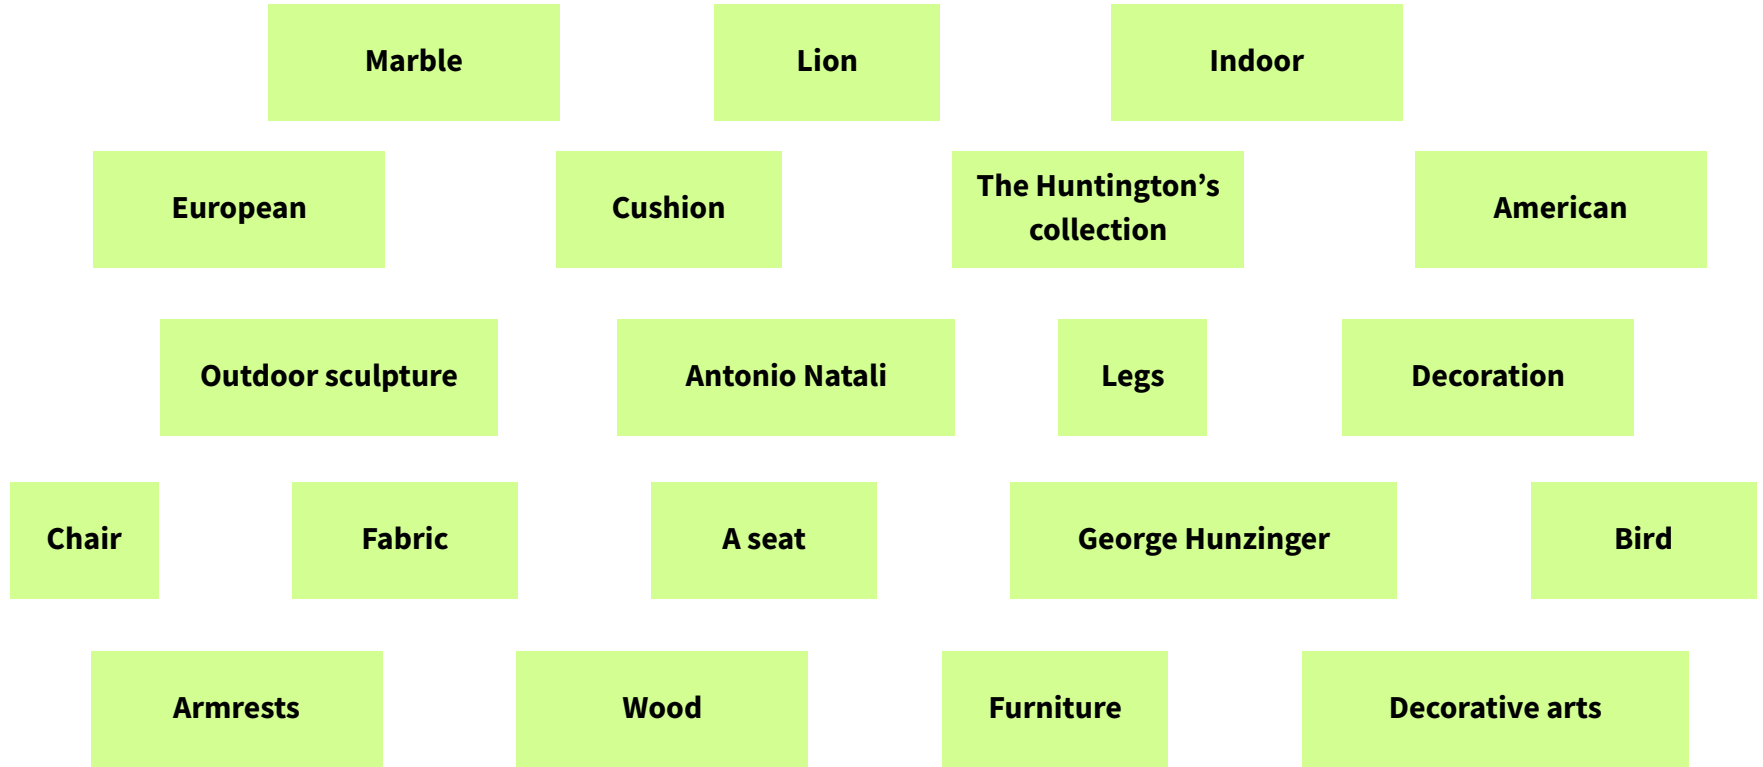 Marble
Lion
Indoor
European
Cushion
The Huntington’s
collection
American
Outdoor sculpture
Antonio Natali
Legs
Decoration
Chair
Fabric
A seat
George Hunzinger
Bird
Armrests
Wood
Furniture
Decorative arts